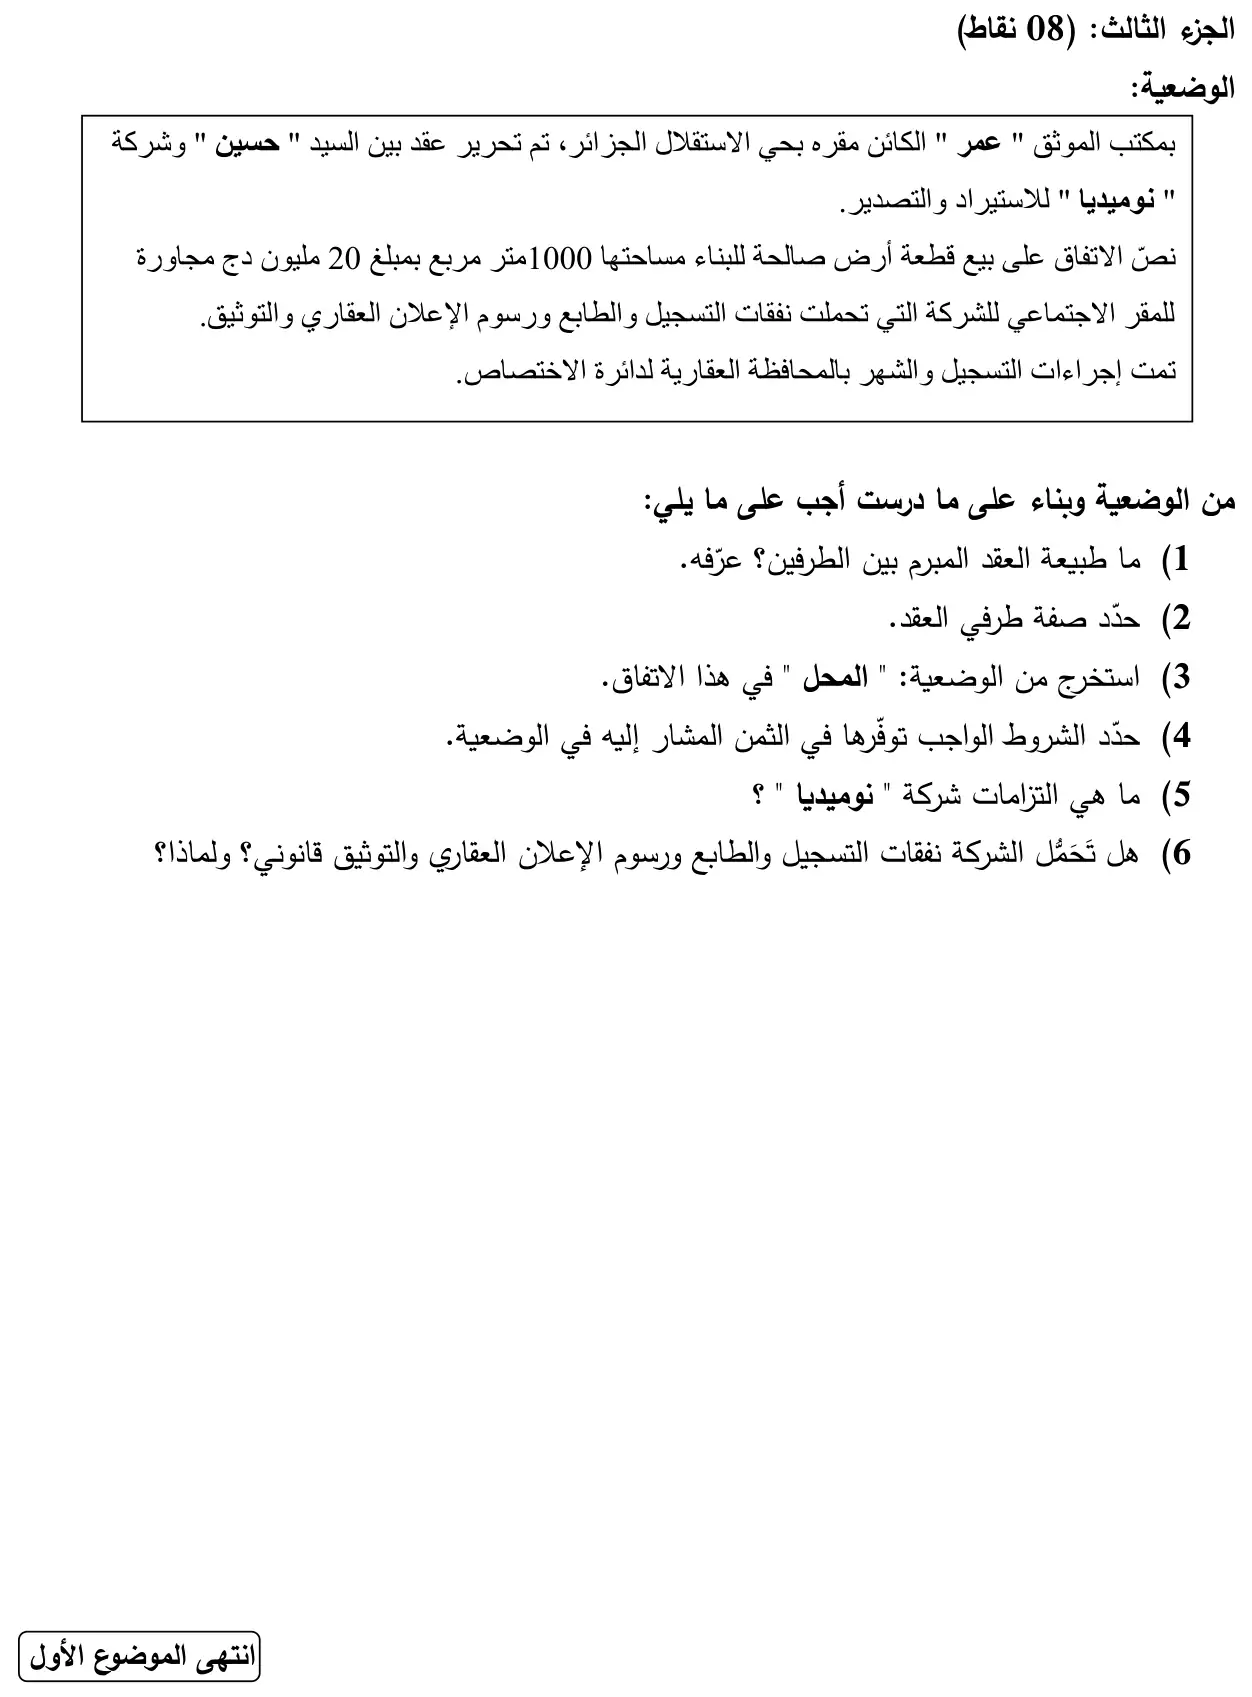 الجزء الثالث: (08 نقاط)
الوضعية:
بمكتب الموثق " عمر " الكائن مقره بحي الاستقلال الجزائر، تم تحرير عقد بين السيد " حسين " وشركة
" نوميديا " للاستيراد والتصدير.
نصّ الاتفاق على بيع قطعة أرض صالحة للبناء مساحتها 1000متر مربع بمبلغ 20 مليون دج مجاورة
للمقر الاجتماعي للشركة التي تحملت نفقات التسجيل والطابع ورسوم الإعلان العقاري والتوثيق.
تمت إجراءات التسجيل والشهر بالمحافظة العقارية لدائرة الاختصاص.
من الوضعية وبناء على ما درست أجب على ما يلي:
1) ما طبيعة العقد المبرم بين الطرفين؟ عرّفه.
2) حدّد صفة طرفي العقد.
3) استخرج من الوضعية: " المحل " في هذا الاتفاق.
4) حدّد الشروط الواجب توفّرها في الثمن المشار إليه في الوضعية.
5) ما هي التزامات شركة " نوميديا " ؟
6) هل تَحَمُّل الشركة نفقات التسجيل والطابع ورسوم الإعلان العقاري والتوثيق قانوني؟ ولماذا؟
انتهى الموضوع الأول